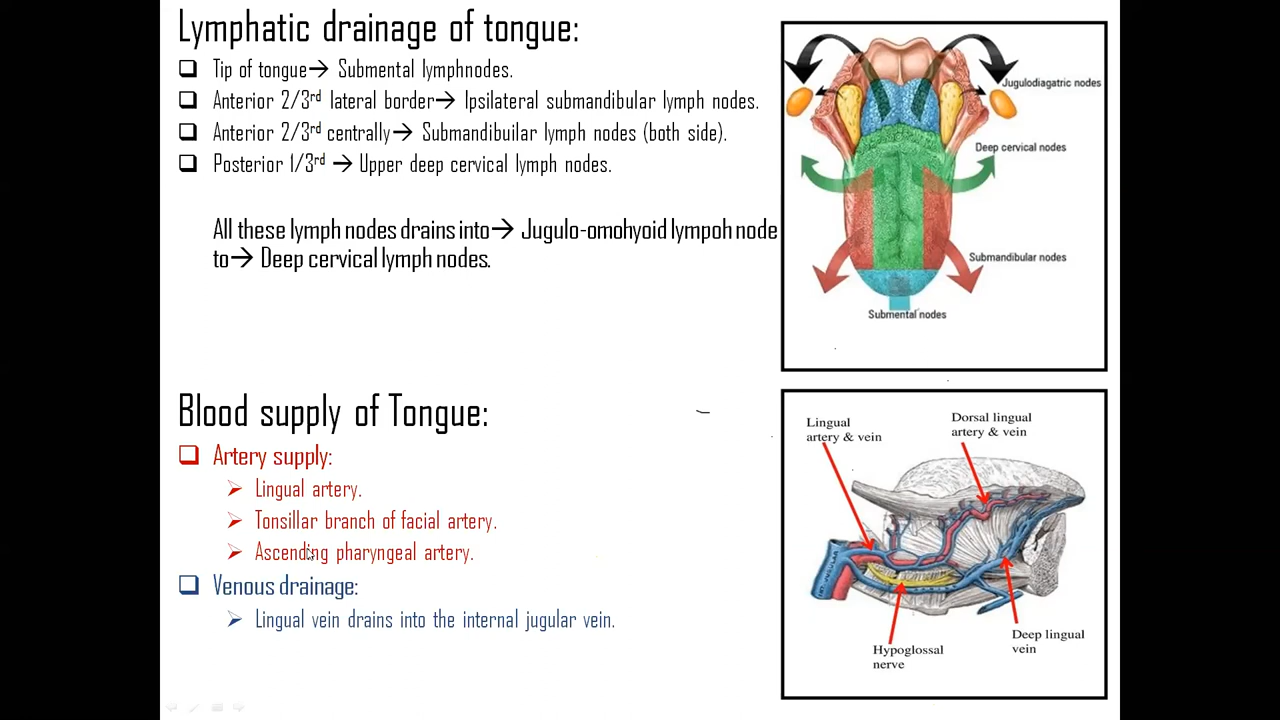 Lymphatic drainage of tongue:
Tip of tongue→ Submental lymphnodes.
Anterior 2/3rd lateral border→ Ipsilateral submandibular lymph nodes.
Anterior 2/3rd centrally→ Submandibuilar lymph nodes (both side).
Posterior 1/3rd → Upper deep cervical lymph nodes.
All these lymph nodes drains into→ Jugulo-omohyoid lympoh node
to→ Deep cervical lymph nodes.
Jugulodiagatric nodes
Deep cervical nodes
Submandibular nodes
Submental nodes
Blood supply of Tongue:
Artery supply:
Lingual artery.
Tonsillar branch of facial artery.
Ascending pharyngeal artery.
Venous drainage:
Lingual vein drains into the internal jugular vein.
Lingual
artery & vein
Dorsal lingual
artery & vein
Hypoglossal
nerve
Deep lingual
vein